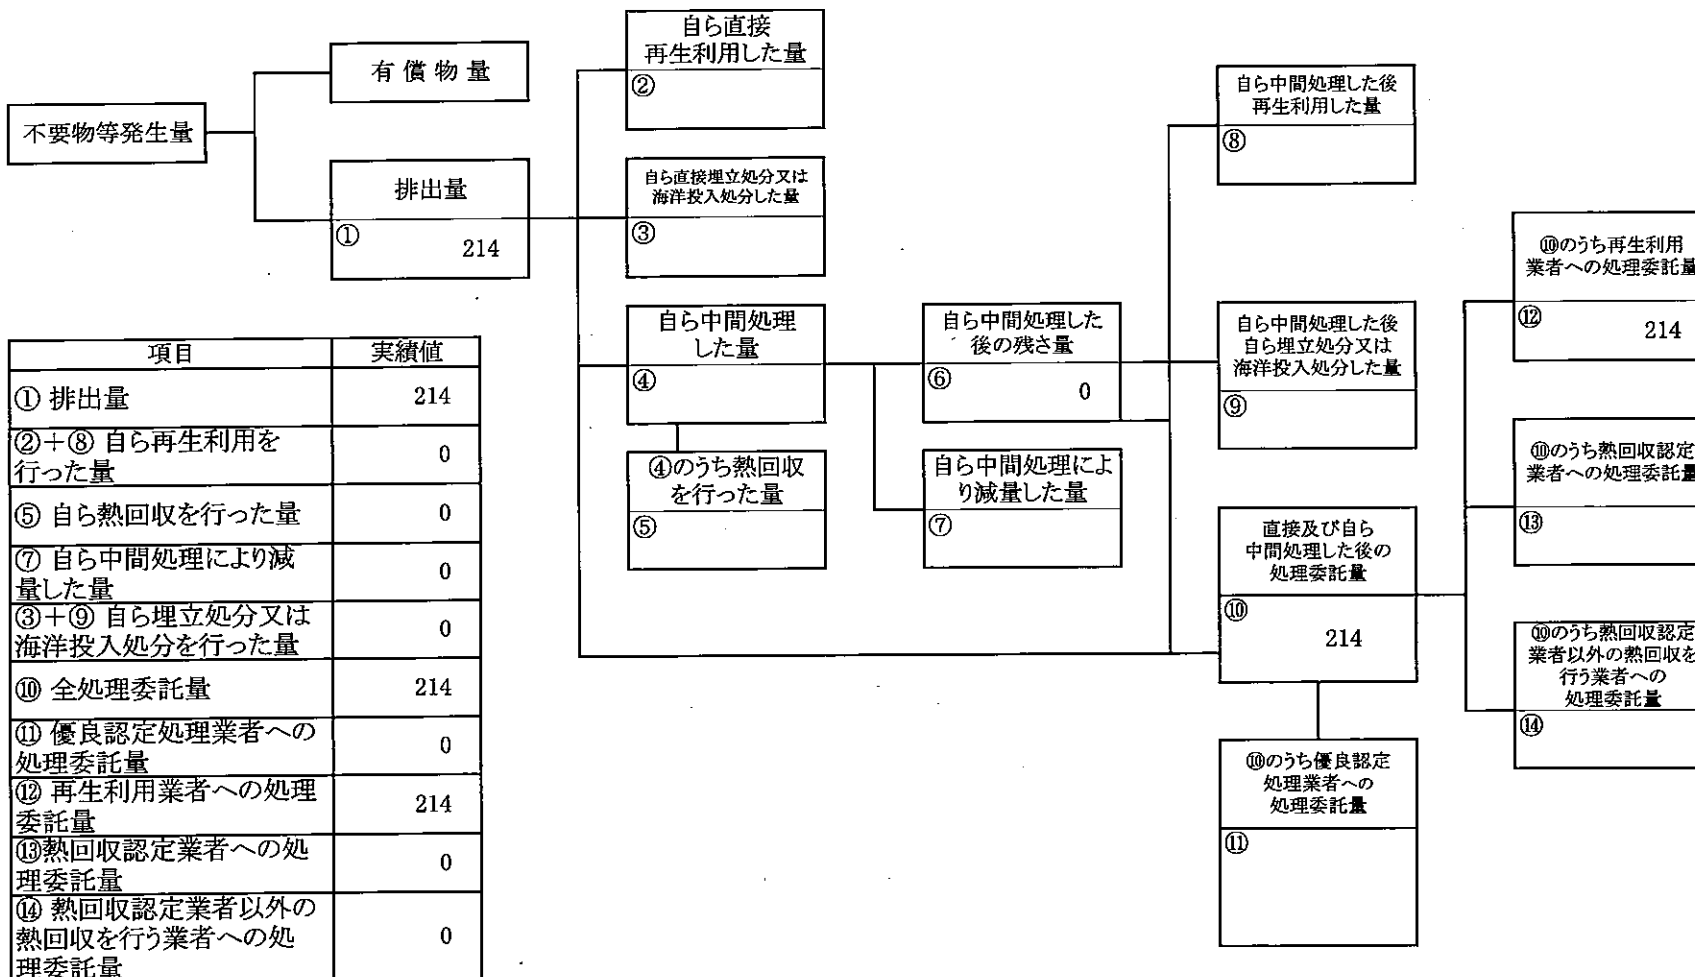 不要物等発生量
有償物量
排出量
①
214
自ら直接
再生利用した量
②
自ら直接埋立処分又は
海洋投入処分した量
③
自ら中間処理
した量
④
④のうち熱回収
を行った量
⑤
自ら中間処理した
後の残さ量
⑥
0
自ら中間処理によ
り減量した量
⑦
自ら中間処理した後
再生利用した量
⑧
自ら中間処理した後
自ら埋立処分又は
海洋投入処分した量
⑨
直接及び自ら
中間処理した後の
処理委託量
⑩
214
⑩のうち優良認定
処理業者への
処理委託量
⑪
⑩のうち再生利用
業者への処理委託量
⑫
214
⑩のうち熱回収認定
業者への処理委託量
⑬
⑩のうち熱回収認定
業者以外の熱回収を
行う業者への
処理委託量
⑭
項目 実績値
① 排出量 214
②+⑧ 自ら再生利用を
行った量 0
⑤ 自ら熱回収を行った量 0
⑦ 自ら中間処理により減
量した量 0
③+⑨ 自ら埋立処分又は
海洋投入処分を行った量 0
⑩ 全処理委託量 214
⑪ 優良認定処理業者への
処理委託量 0
⑫ 再生利用業者への処理
委託量 214
⑬熱回収認定業者への処
理委託量 0
⑭ 熱回収認定業者以外の
熱回収を行う業者への処
理委託量 0